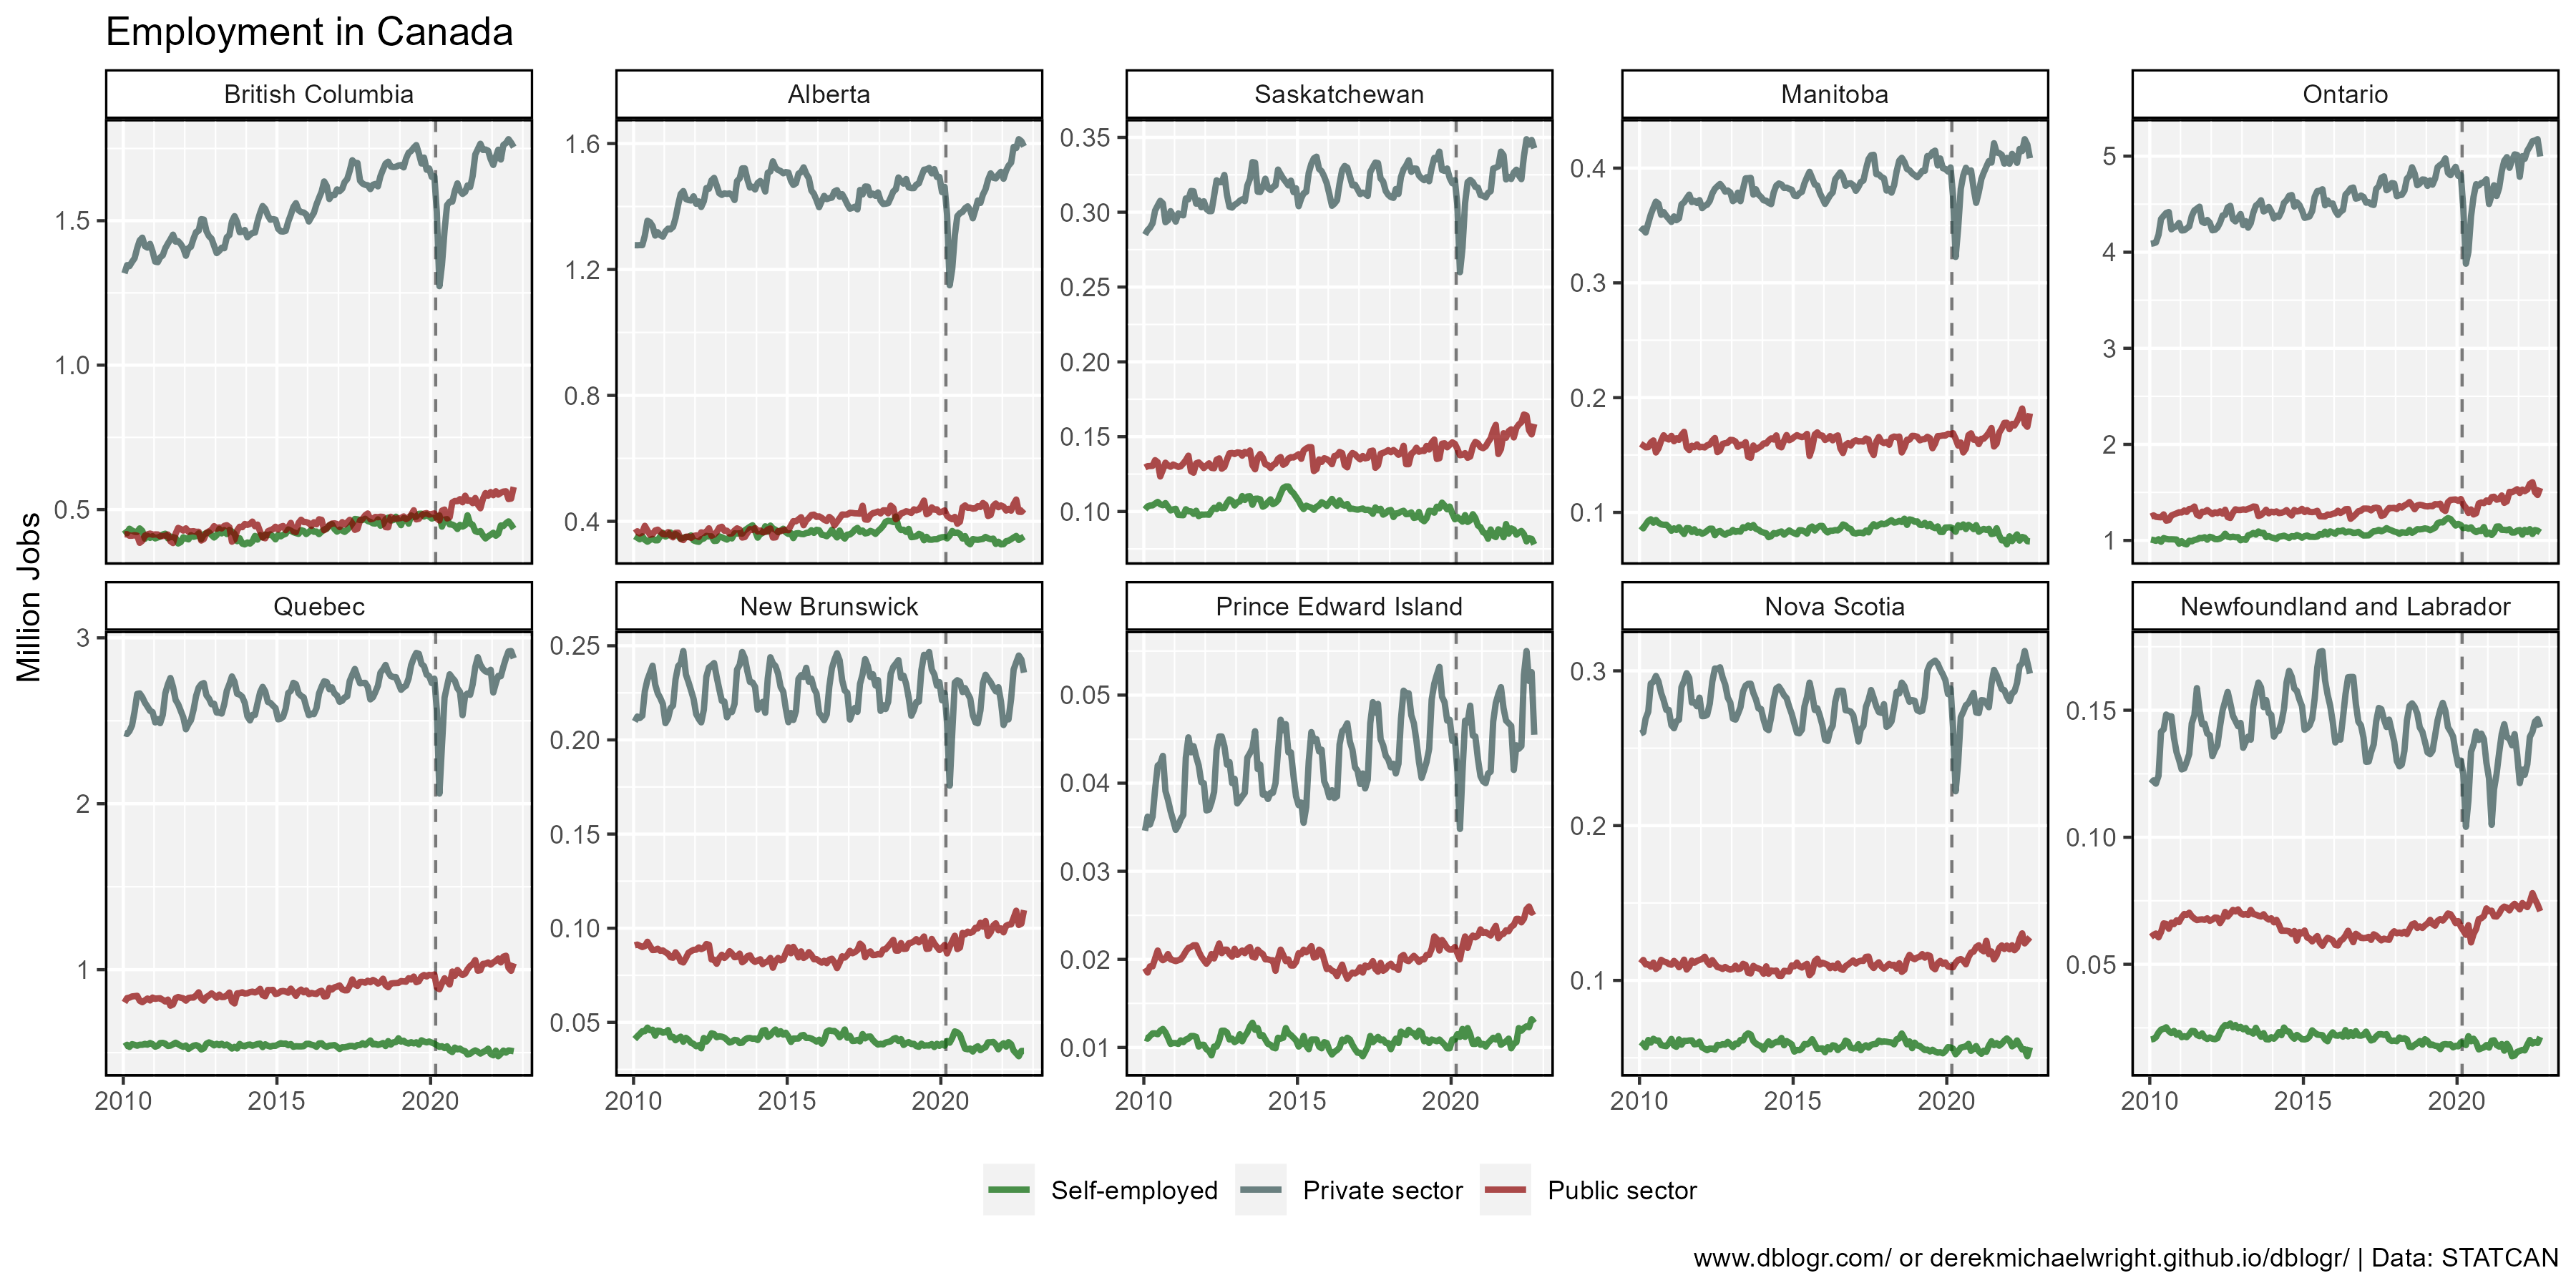 Employment in Canada
British Columbia
Alberta
Saskatchewan
Manitoba
Ontario
1.5
1.0
0.5
1.6
1.2
0.8
0.4
0.35
0.30
0.25
0.20
0.15
0.10
0.4
0.3
0.2
0.1
5
4
3
2
1
Million Jobs
Quebec
New Brunswick
Prince Edward Island
Nova Scotia
Newfoundland and Labrador
3
2
1
0.25
0.20
0.15
0.10
0.05
0.05
0.04
0.03
0.02
0.01
0.3
0.2
0.1
0.15
0.10
0.05
2010 2015 2020
2010 2015 2020
2010 2015 2020
2010 2015 2020
2010 2015 2020
Self-employed Private sector Public sector
www.dblogr.com/ or derekmichaelwright.github.io/dblogr/ | Data: STATCAN